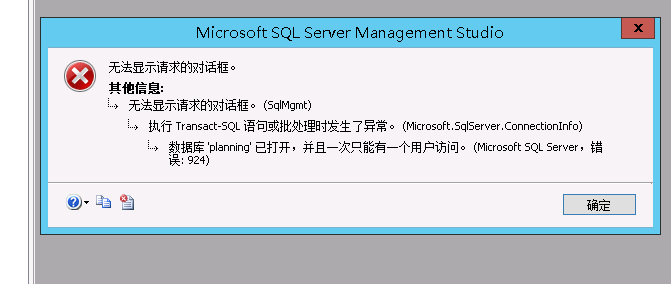 Microsoft SQL Server Management Studio
x
无法显示请求的对话框。
其他信息:
无法显示请求的对话框。 (SqlMgmt)
执行 Transact-SQL 语句或批处理时发生了异常。 (Microsoft.SqlServer.ConnectionInfo)
数据库 'planning' 已打开，并且一次只能有一个用户访问。 (Microsoft SQL Server，错
误: 924)
确定